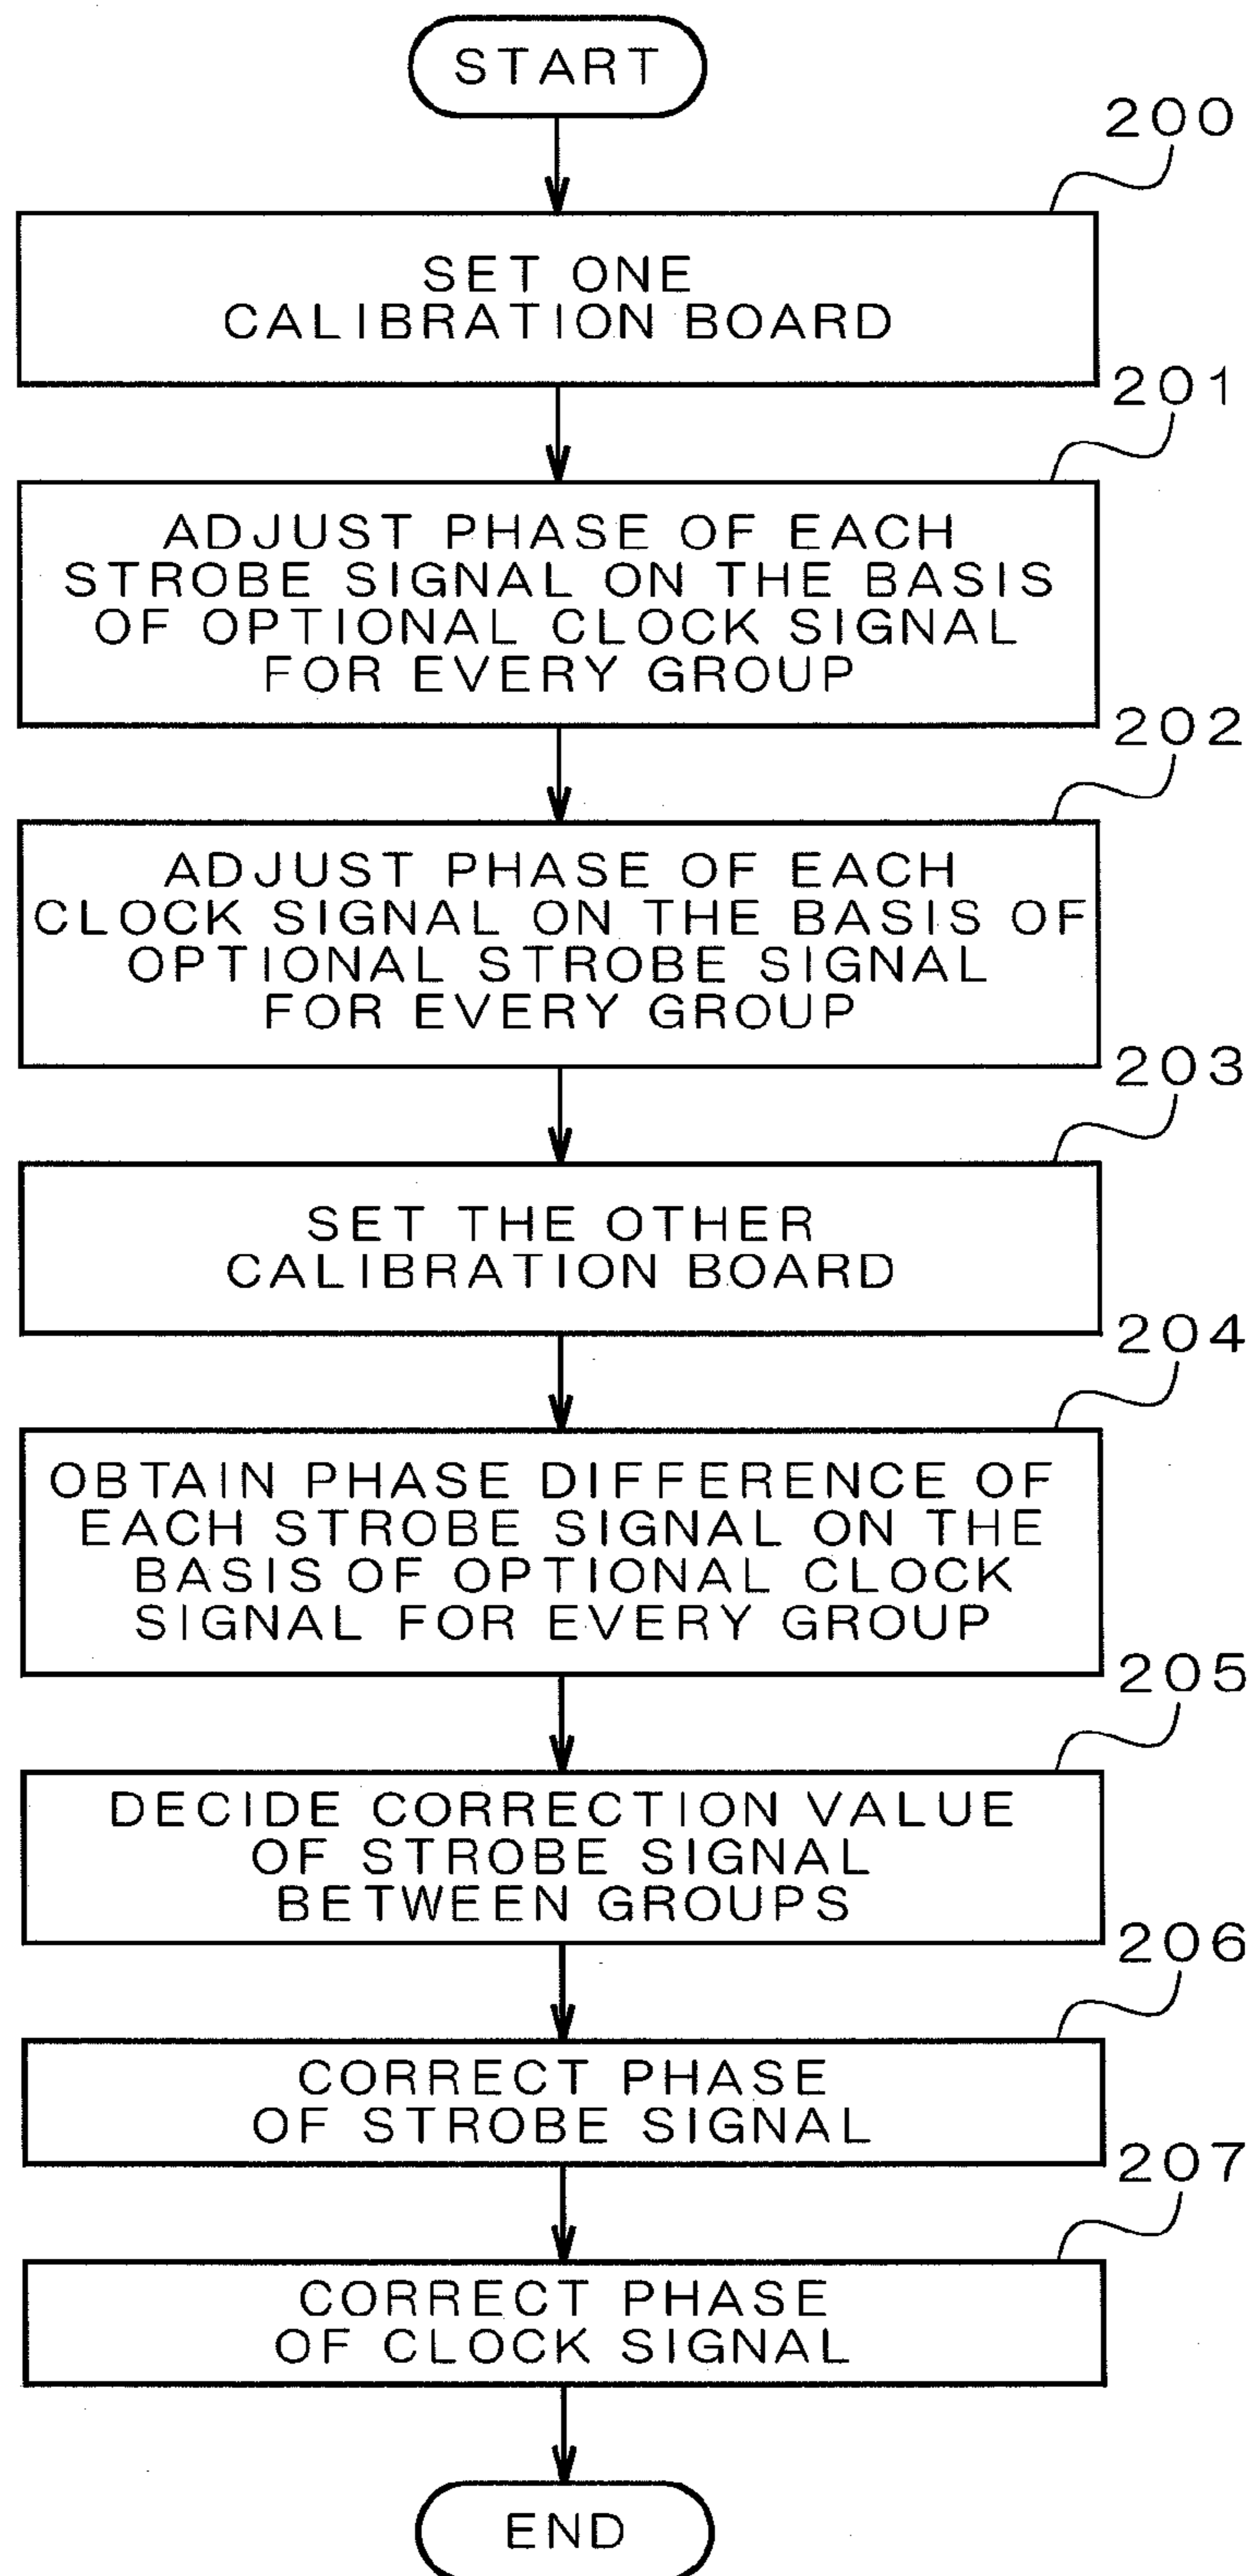 START
200
SET ONE
CALIBRATION BOARD
201
ADJUST PHASE OF EACH
STROBE SIGNAL ON THE BASIS
OF OPTIONAL CLOCK SIGNAL
FOR EVERY GROUP
202
ADJUST PHASE OF EACH
CLOCK SIGNAL ON THE BASIS OF
OPTIONAL STROBE SIGNAL
FOR EVERY GROUP
203
SET THE OTHER
CALIBRATION BOARD
204
OBTAIN PHASE DIFFERENCE OF
EACH STROBE SIGNAL ON THE
BASIS OF OPTIONAL CLOCK
SIGNAL FOR EVERY GROUP
205
DECIDE CORRECTION VALUE
OF STROBE SIGNAL
BETWEEN GROUPS
206
CORRECT PHASE
OF STROBE SIGNAL
207
CORRECT PHASE
OF CLOCK SIGNAL
END